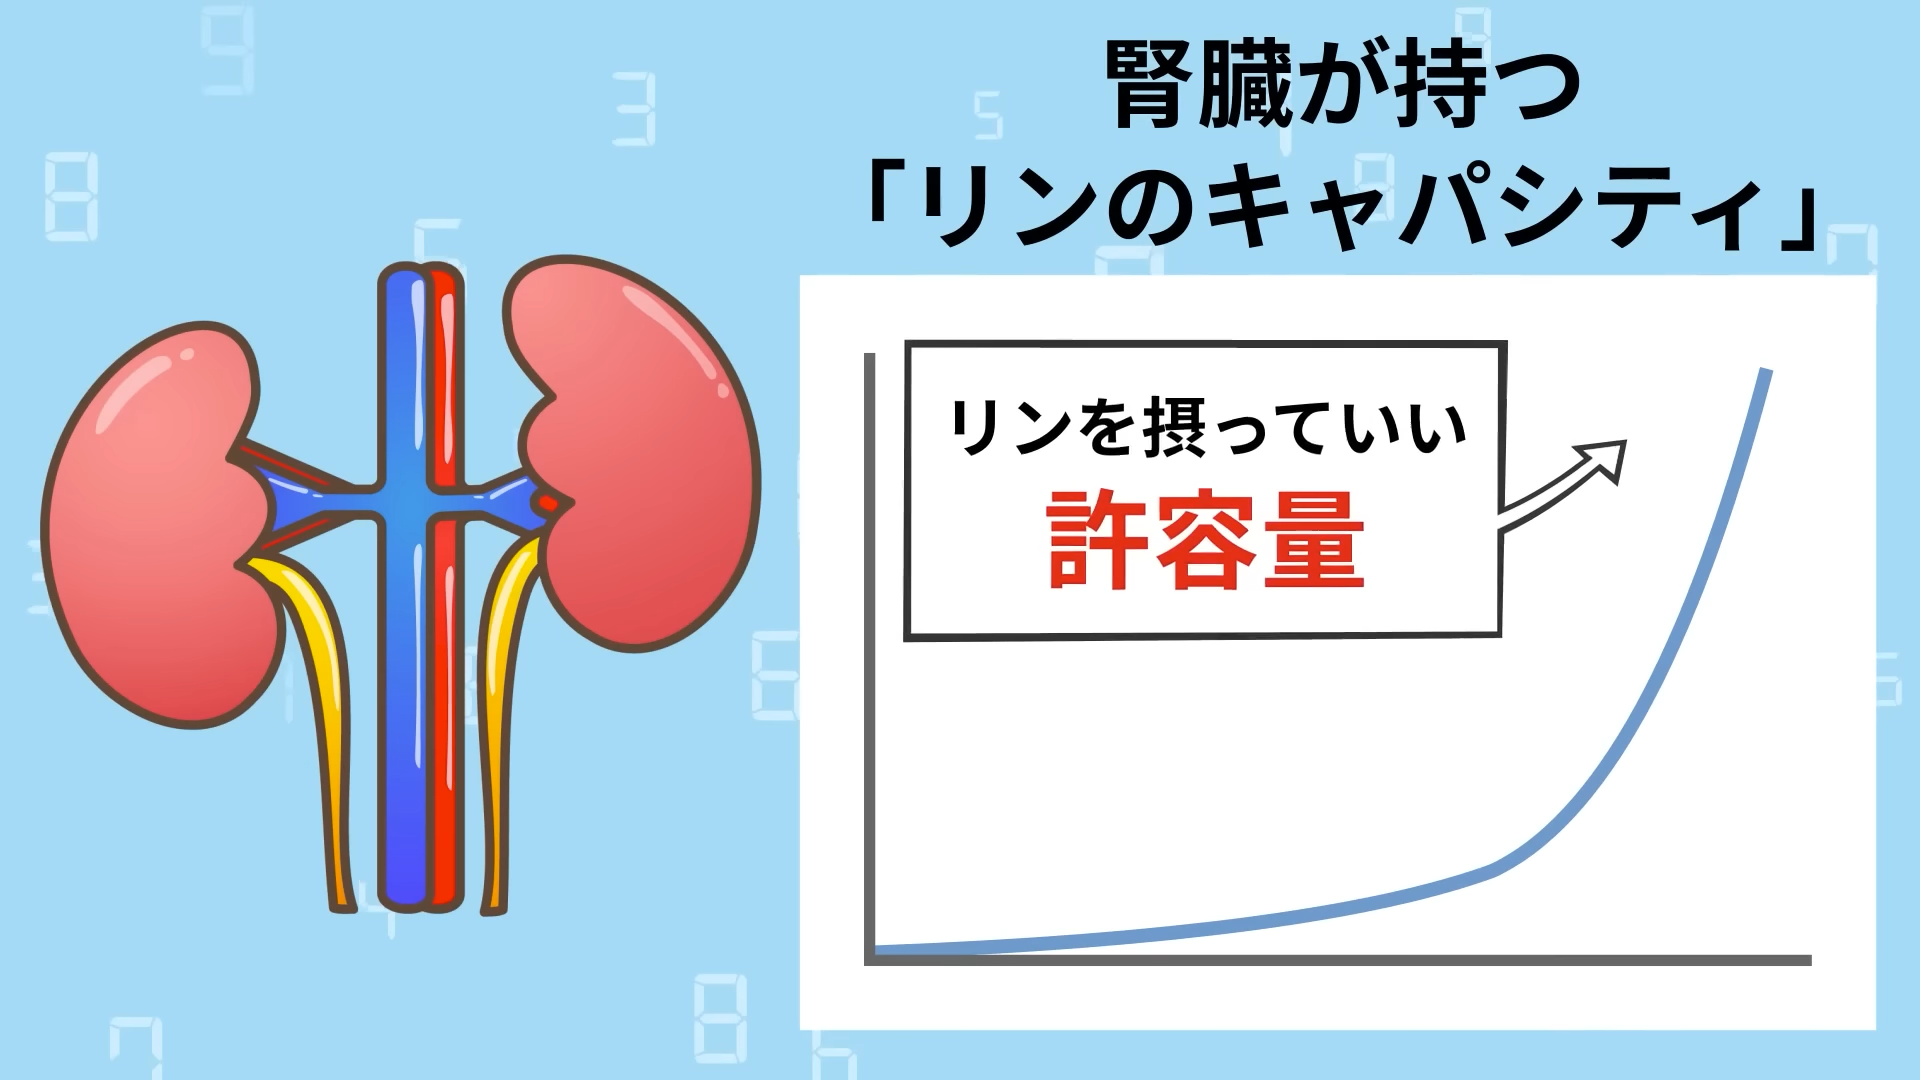 腎臓が持つ
「リンのキャパシティ」
リンを摂っていい
許容量